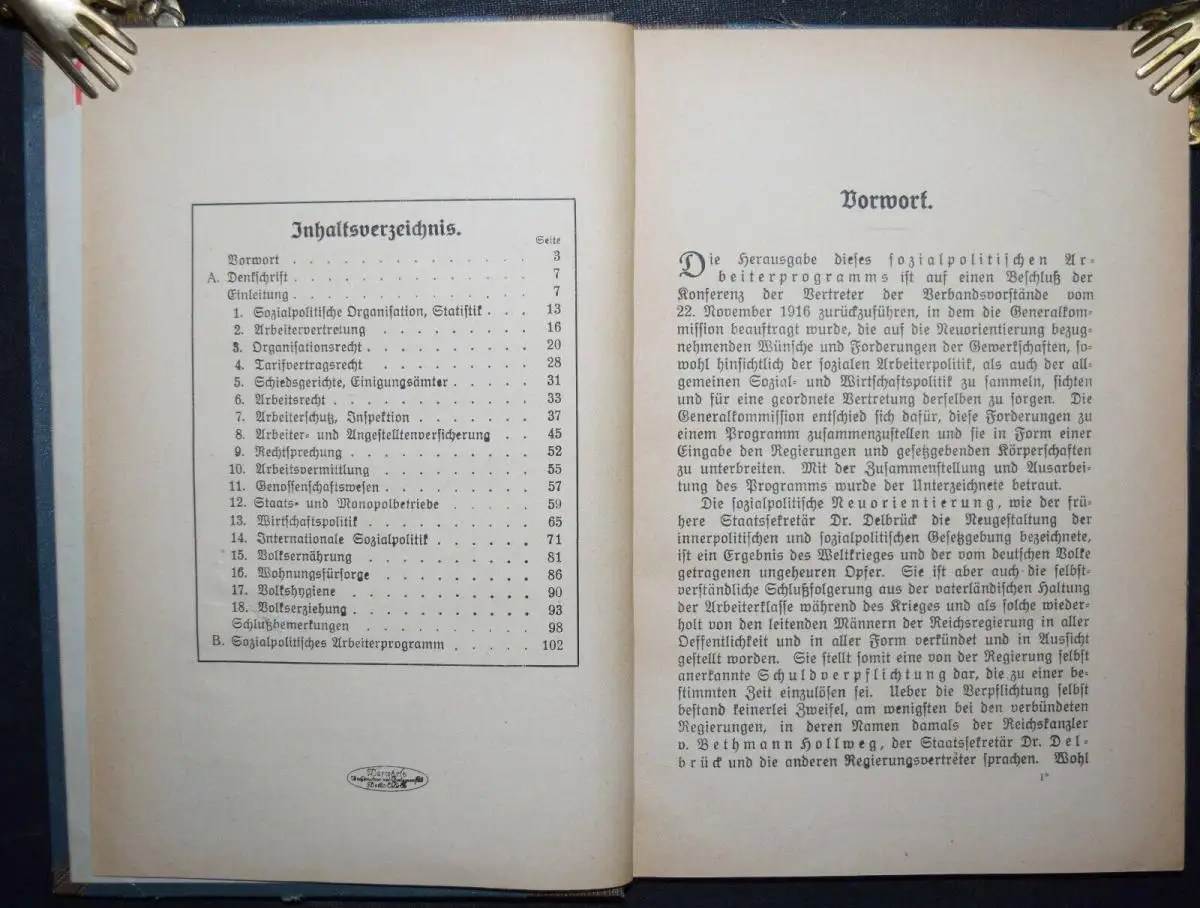 Inhaltsverzeichnis.
Seite
Vorwort . . . . . . . . . . . . . . 3
A. Denkschrift . . . . . . . . . . . . . . 7
Einleitung . . . . . . . . . . . . . . 7
1. Sozialpolitische Organisation, Statistik . . . 13
2. Arbeitervertretung . . . . . . . . . 16
3. Organisationsrecht . . . . . . . . . . 20
4. Tarifvertragsrecht . . . . . . . . . 28
5. Schiedsgerichte, Einigungsämter . . . . . 31
6. Arbeitsrecht . . . . . . . . . . . . 33
7. Arbeiterschutz, Inspektion . . . . . . . 37
8. Arbeiter- und Angestelltenversicherung . . 45
9. Rechtsprechung . . . . . . . . . . . 52
10. Arbeitsvermittlung . . . . . . . . . 55
11. Genossenschaftswesen . . . . . . . . . 57
12. Staats- und Monopolbetriebe . . . . . 59
13. Wirtschaftspolitik . . . . . . . . . . 65
14. Internationale Sozialpolitik . . . . . . 71
15. Volksernährung . . . . . . . . . . 81
16. Wohnungsfürsorge . . . . . . . . . 86
17. Volkshygiene . . . . . . . . . . . 90
18. Volkserziehung . . . . . . . . . . . 93
Schlußbemerkungen . . . . . . . . . . 98
B. Sozialpolitisches Arbeiterprogramm . . . . . 102
Vorwort.
Die Herausgabe dieses sozialpolitischen Ar-
beiterprogramms ist auf einen Beschluß der
Konferenz der Vertreter der Verbandsvorstände vom
22. November 1916 zurückzuführen, in dem die Generalkom-
mission beauftragt wurde, die auf die Neuorientierung bezug-
nehmenden Wünsche und Forderungen der Gewerkschaften, so-
wohl hinsichtlich der sozialen Arbeiterpolitik, als auch der all-
gemeinen Sozial- und Wirtschaftspolitik zu sammeln, sichten
und für eine geordnete Vertretung derselben zu sorgen. Die
Generalkommission entschied sich dafür, diese Forderungen zu
einem Programm zusammenzustellen und sie in Form einer
Eingabe den Regierungen und gesetzgebenden Körperschaften
zu unterbreiten. Mit der Zusammenstellung und Ausarbei-
tung des Programms wurde der Unterzeichnete betraut.
Die sozialpolitische Neuorientierung, wie der frü-
here Staatssekretär Dr. Delbrück die Neugestaltung der
innerpolitischen und sozialpolitischen Gesetzgebung bezeichnete,
ist ein Ergebnis des Weltkrieges und der vom deutschen Volke
getragenen ungeheuren Opfer. Sie ist aber auch die selbst-
verständliche Schlußfolgerung aus der vaterländischen Haltung
der Arbeiterklasse während des Krieges und als solche wieder-
holt von den leitenden Männern der Reichsregierung in aller
Oeffentlichkeit und in aller Form verkündet und in Aussicht
gestellt worden. Sie stellt somit eine von der Regierung selbst
anerkannte Schuldverpflichtung dar, die zu einer be-
stimmten Zeit einzulösen sei. Ueber die Verpflichtung selbst
bestand keinerlei Zweifel, am wenigsten bei den verbündeten
Regierungen, in deren Namen damals der Reichskanzler
v. Bethmann Hollweg, der Staatssekretär Dr. Del-
brück und die anderen Regierungsvertreter sprachen. Wohl
1*